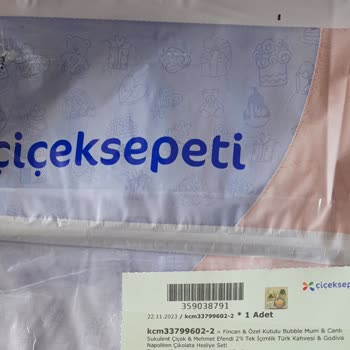 çiçeksepeti
çiçeksepeti
359038791
22.11.2023 / kcm33799602-2 * 1 Adet
kcm33799602-2 = Fincan & Özel Kutulu Bubble Mum & Canlı
Sukulent Çiçek & Mehmet Efendi 2'li Tek İçimlik Türk Kahvesi & Godiva
Napoliten Çikolata Hediye Seti